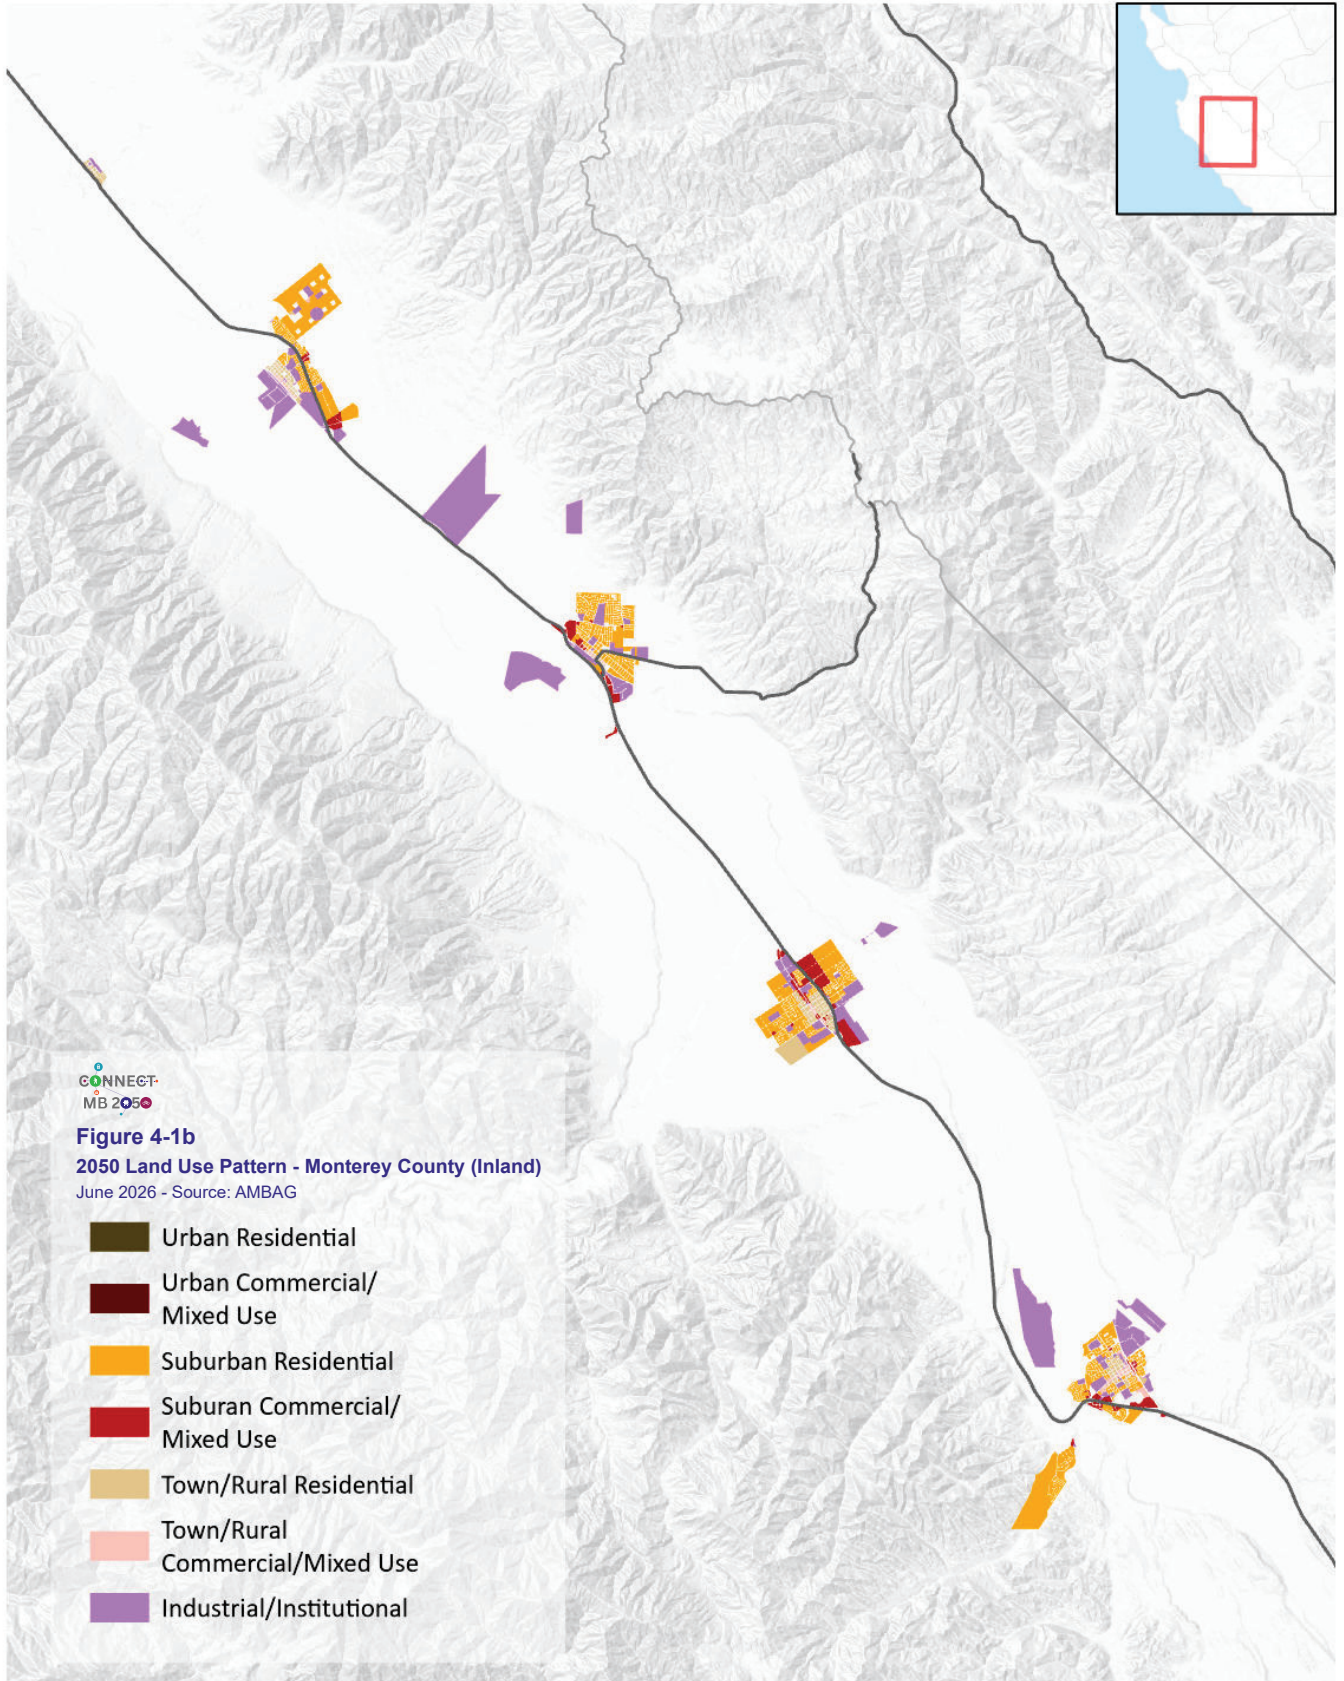 CONNECT
MB 2050
Figure 4-1b
2050 Land Use Pattern - Monterey County (Inland)
June 2026 - Source: AMBAG
Urban Residential
Urban Commercial/
Mixed Use
Suburban Residential
Suburan Commercial/
Mixed Use
Town/Rural Residential
Town/Rural
Commercial/Mixed Use
Industrial/Institutional